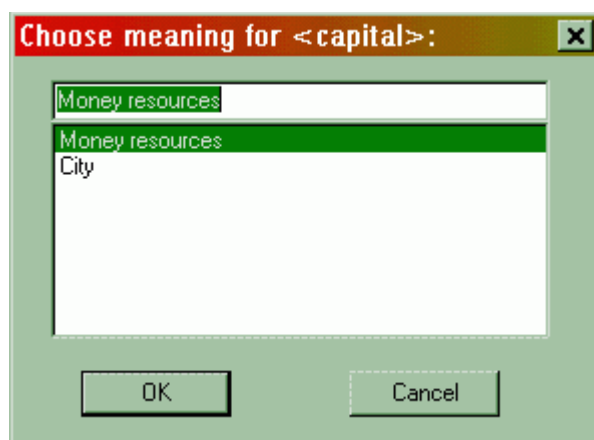 Choose meaning for <capital>:
Money resources
Money resources
City
OK Cancel